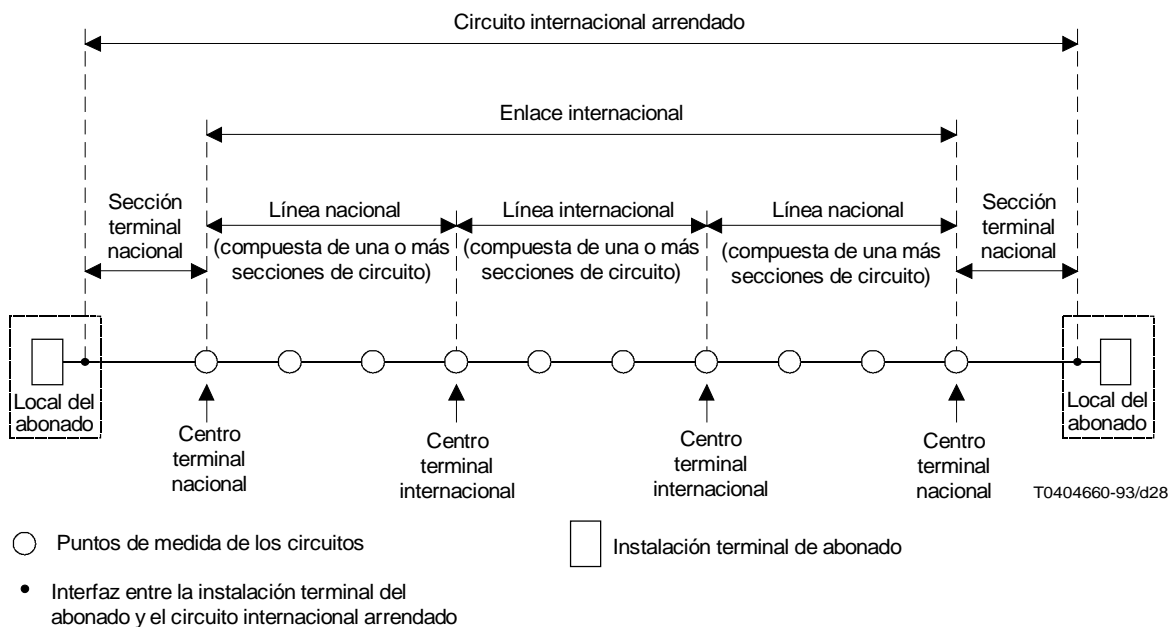 Circuito internacional arrendado
Enlace internacional
Sección
terminal
nacional
Línea nacional
(compuesta de una o más
secciones de circuito)
Línea internacional
(compuesta de una o más
secciones de circuito)
Línea nacional
(compuesta de una más
secciones de circuito)
Sección
terminal
nacional
Local del
abonado
Local del
abonado
Centro
terminal
nacional
Centro
terminal
internacional
Centro
terminal
internacional
Centro
terminal
nacional
T0404660-93/d28
Puntos de medida de los circuitos
Instalación terminal de abonado
Interfaz entre la instalación terminal del
abonado y el circuito internacional arrendado